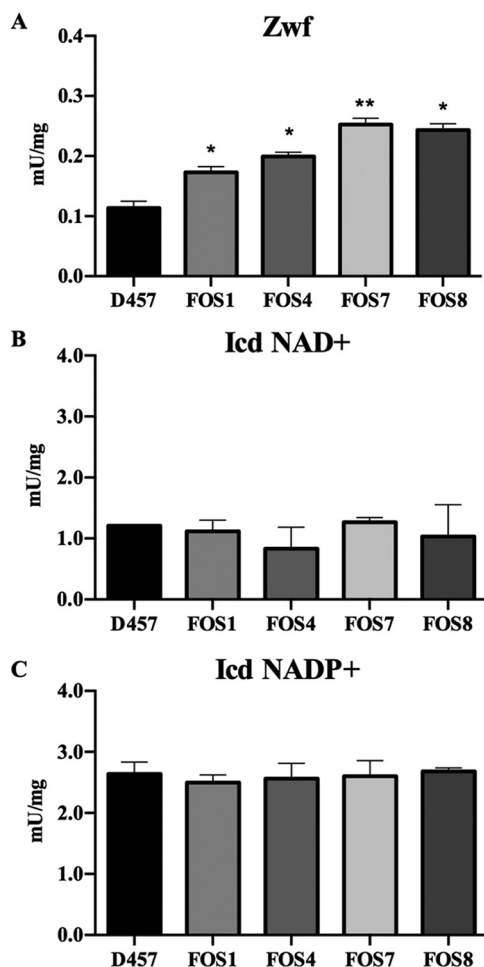 A
Zwf
mU/mg
0.4
0.3
0.2
0.1
0.0
* * ** *
D457 FOS1 FOS4 FOS7 FOS8
B
Icd NAD+
mU/mg
4.0
3.0
2.0
1.0
0.0
D457 FOS1 FOS4 FOS7 FOS8
C
Icd NADP+
mU/mg
4.0
3.0
2.0
1.0
0.0
D457 FOS1 FOS4 FOS7 FOS8